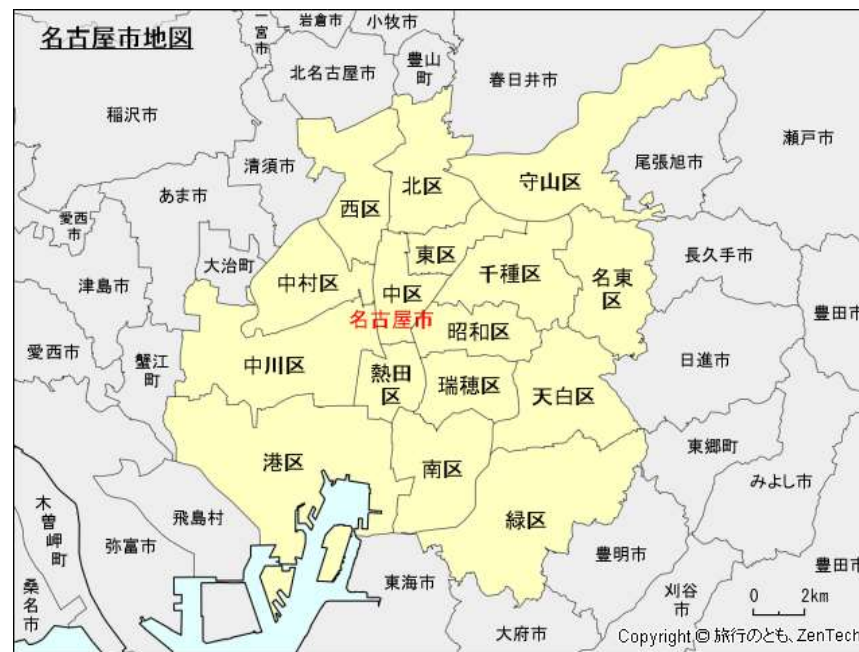 名古屋市地図
一宮市
岩倉市
小牧市
北名古屋市
豊山町
春日井市
稲沢市
瀬戸市
清須市
尾張旭市
守山区
北区
西区
あま市
愛西市
大治町
東区
千種区
名東区
長久手市
津島市
中村区
中区
豊田市
名古屋市
昭和区
愛西市
蟹江町
中川区
熱田区
瑞穂区
天白区
日進市
東郷町
港区
南区
みよし市
木曽岬町
飛島村
緑区
弥富市
豊明市
豊田市
桑名市
東海市
刈谷市
0 2km
大府市
Copyright © 旅行のとも、ZenTech